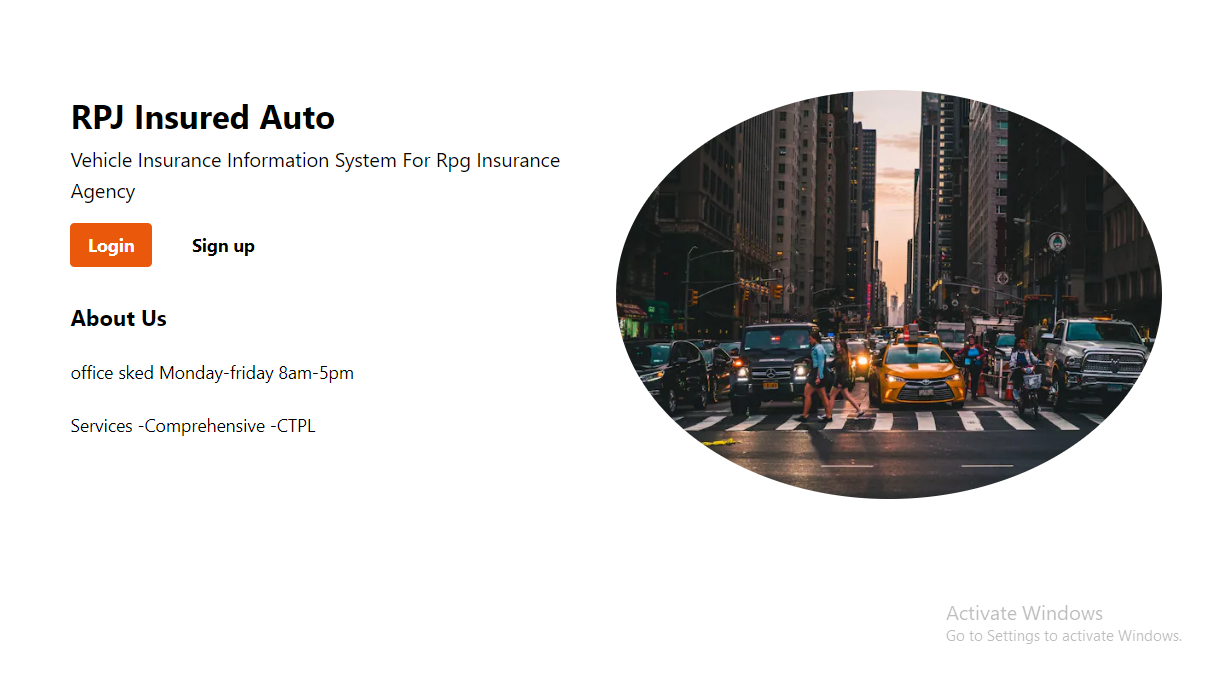 RPJ Insured Auto
Vehicle Insurance Information System For Rpg Insurance
Agency
Login
Sign up
About Us
office sked Monday-friday 8am-5pm
Services -Comprehensive -CTPL
Activate Windows
Go to Settings to activate Windows.